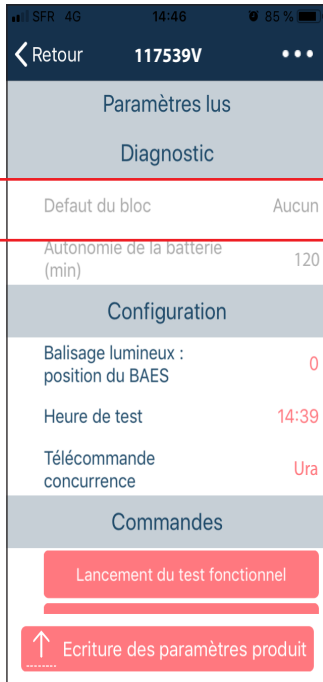 SFR 4G 14:46 85 %
Retour 117539V
Paramètres lus
Diagnostic
Defaut du bloc Aucun
Autonomie de la batterie
(min) 120
Configuration
Balisage lumineux :
position du BAES 0
Heure de test 14:39
Télécommande
concurrence Ura
Commandes
Lancement du test fonctionnel
Ecriture des paramètres produit